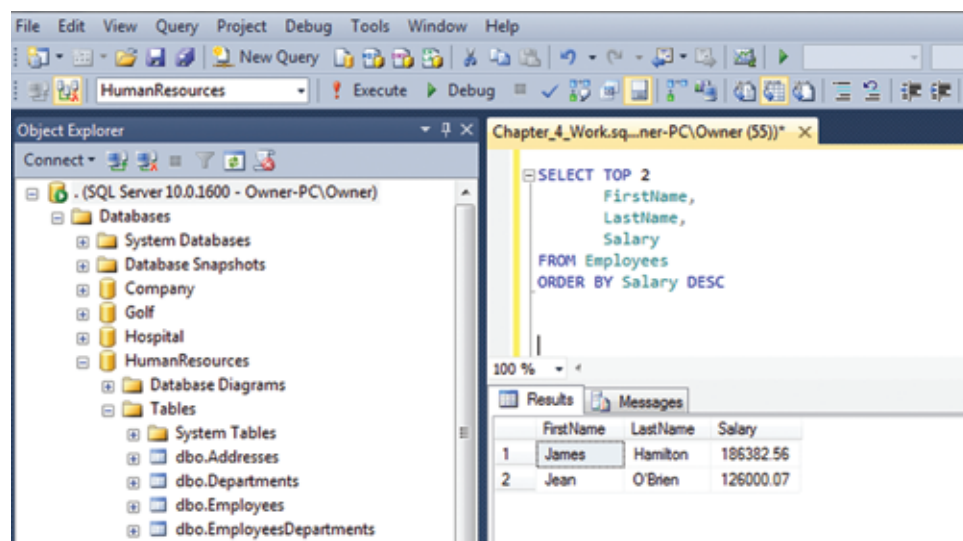 File Edit View Query Project Debug Tools Window Help
New Query
HumanResources Execute Debug
Object Explorer
Connect
. (SQL Server 10.0.1600 - Owner-PC\Owner)
Databases
System Databases
Database Snapshots
Company
Golf
Hospital
HumanResources
Database Diagrams
Tables
System Tables
dbo.Addresses
dbo.Departments
dbo.Employees
dbo.EmployeesDepartments
Chapter_4_Work.sq...ner-PC\Owner (55))*
SELECT TOP 2
FirstName,
LastName,
Salary
FROM Employees
ORDER BY Salary DESC
100 %
Results Messages
FirstName LastName Salary
1 James Hamilton 186382.56
2 Jean O'Brien 126000.07